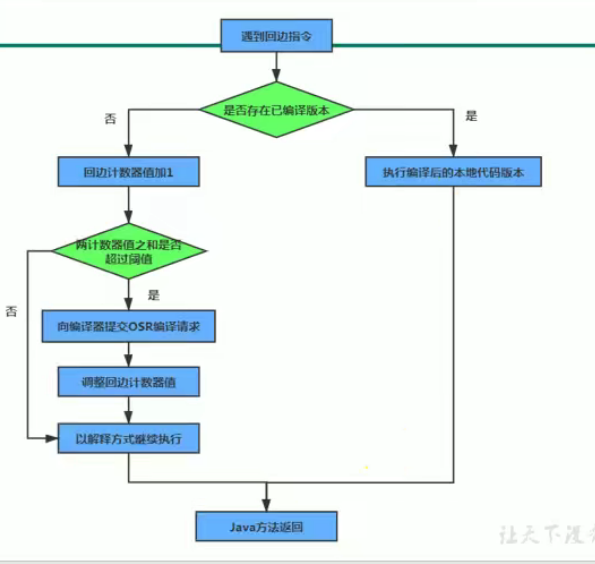 遇到回边指令
是否存在已编译版本
否
是
回边计数器值加1
执行编译后的本地代码版本
两计数器值之和是否
超过阈值
否
是
向编译器提交OSR编译请求
调整回边计数器值
以解释方式继续执行
Java方法返回
让天下没